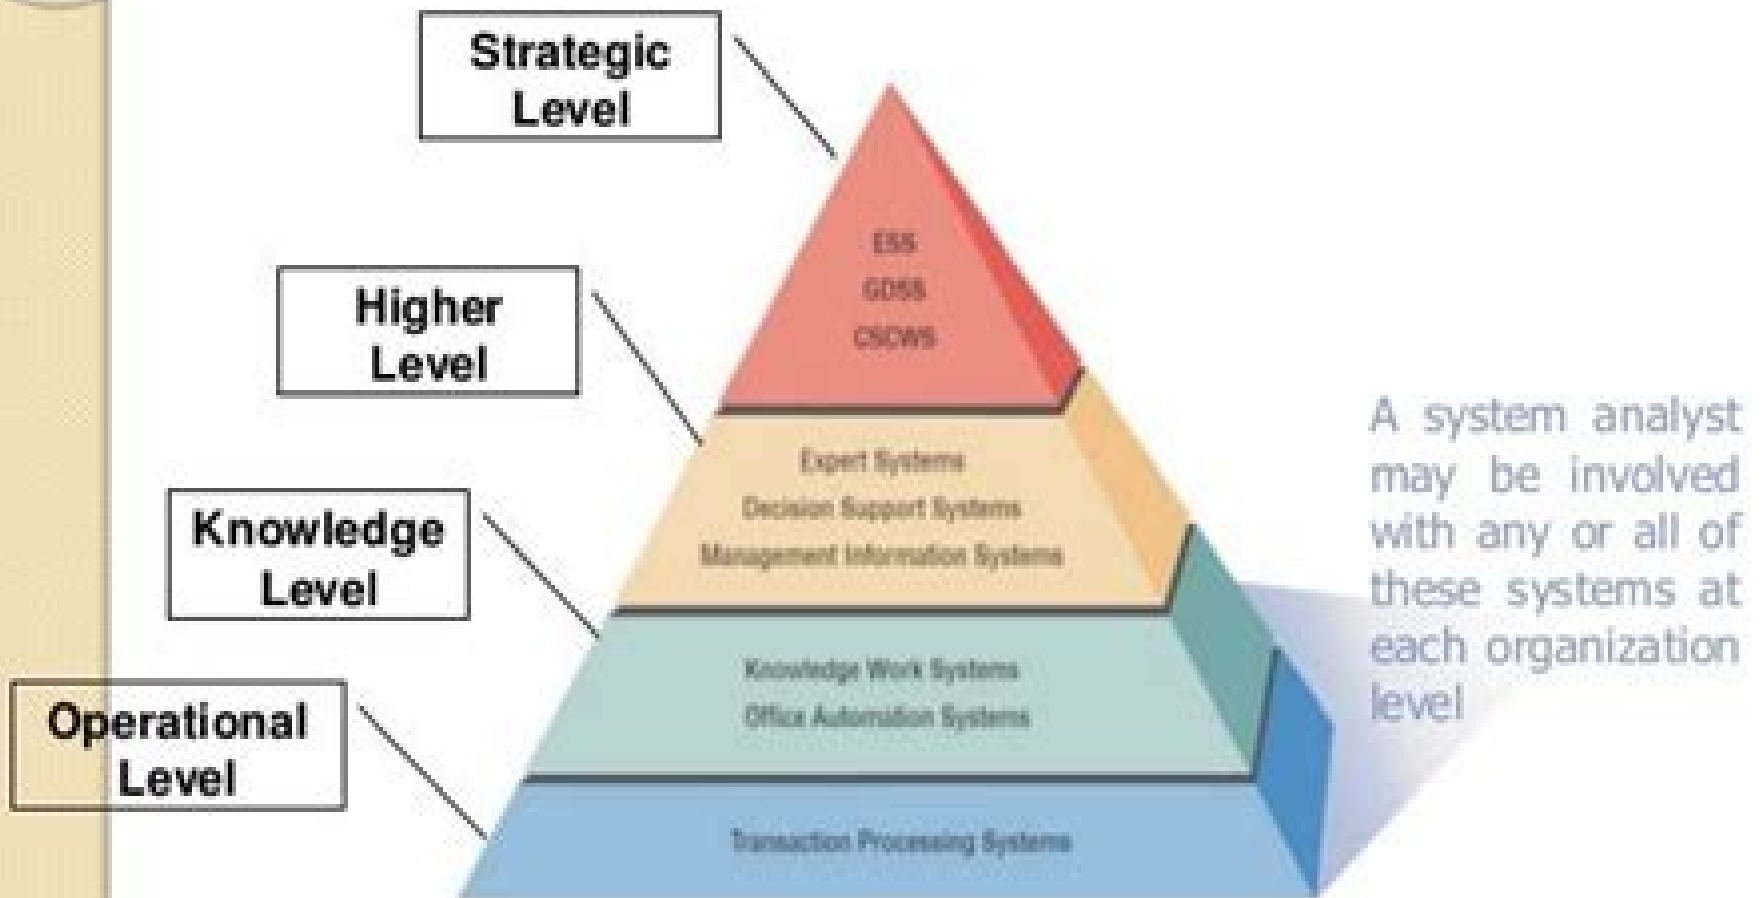 Strategic
Level
ESS
GDSS
CSCWS
Higher
Level
Expert Systems
Decision Support Systems
Management Information Systems
Knowledge
Level
Knowledge Work Systems
Office Automation Systems
Operational
Level
Transaction Processing Systems
A system analyst
may be involved
with any or all of
these systems at
each organization
level